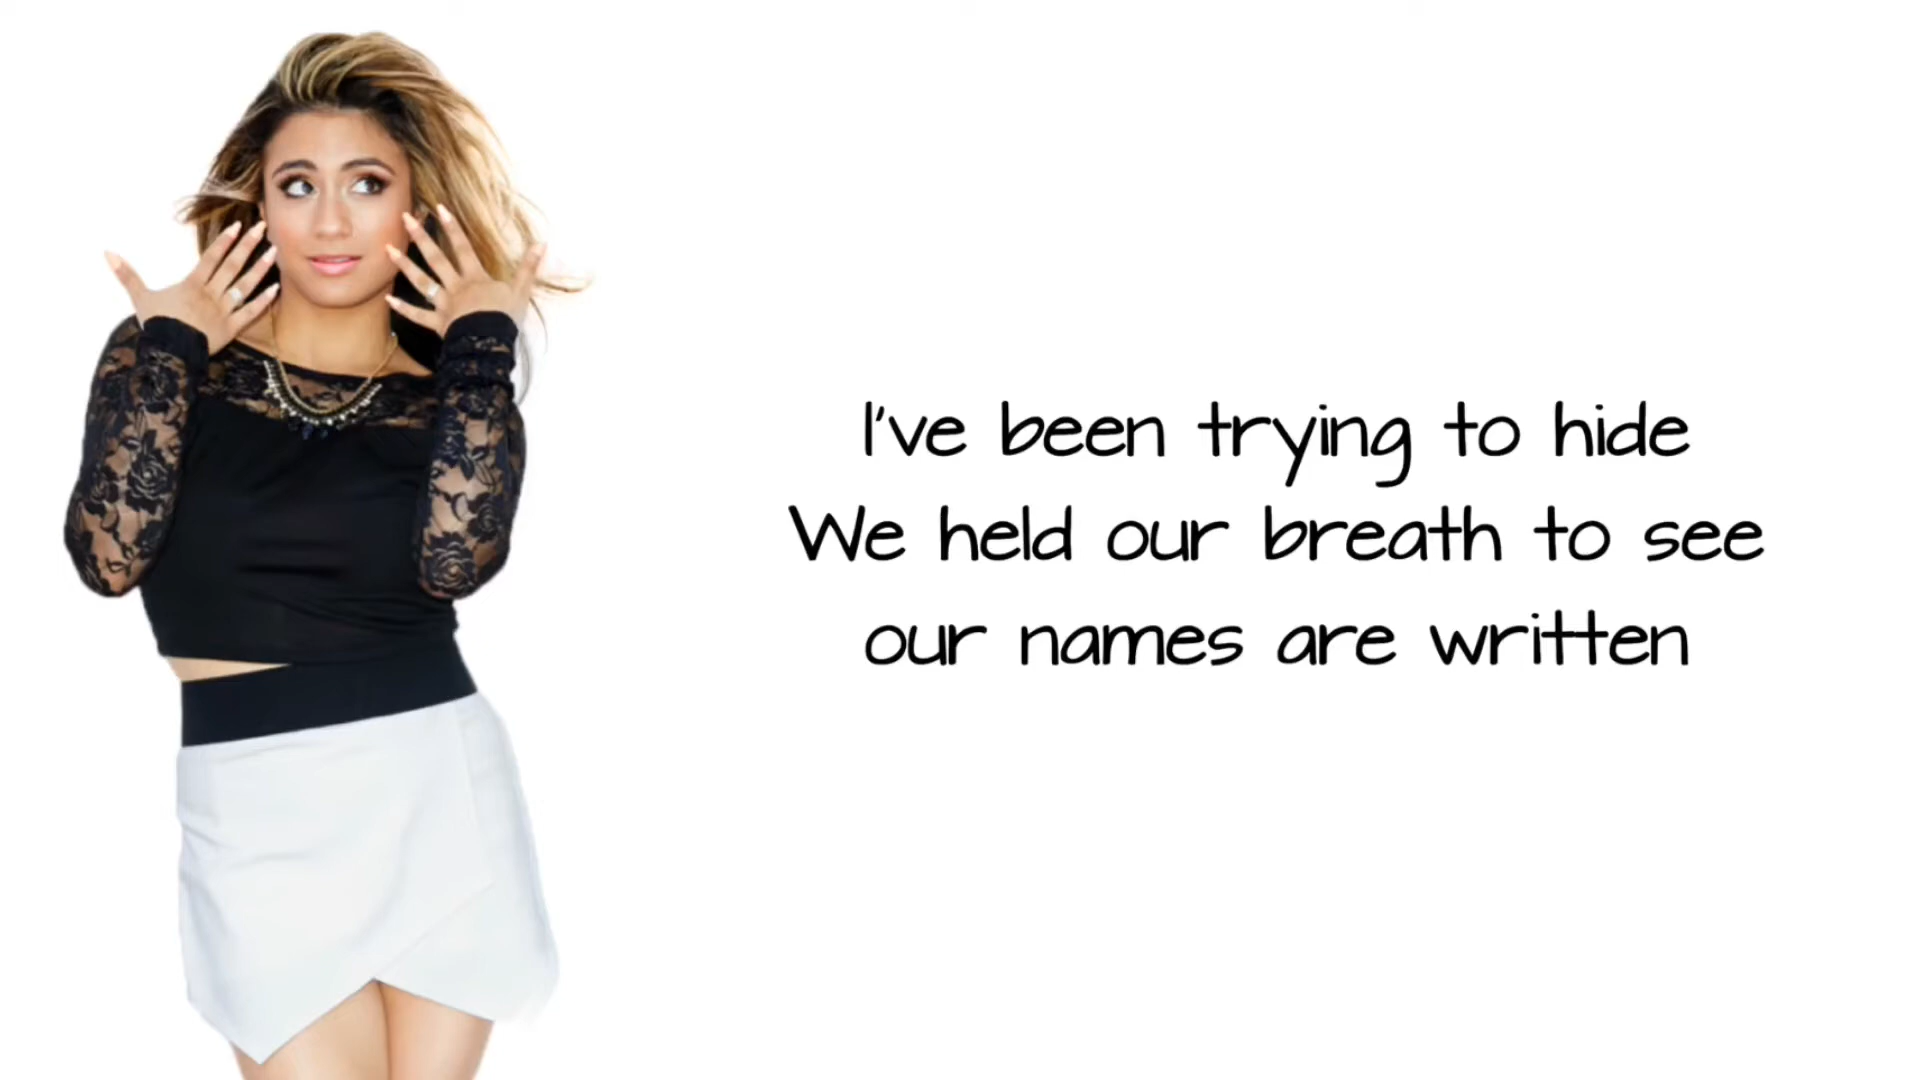 I've been trying to hide
We held our breath to see
our names are written